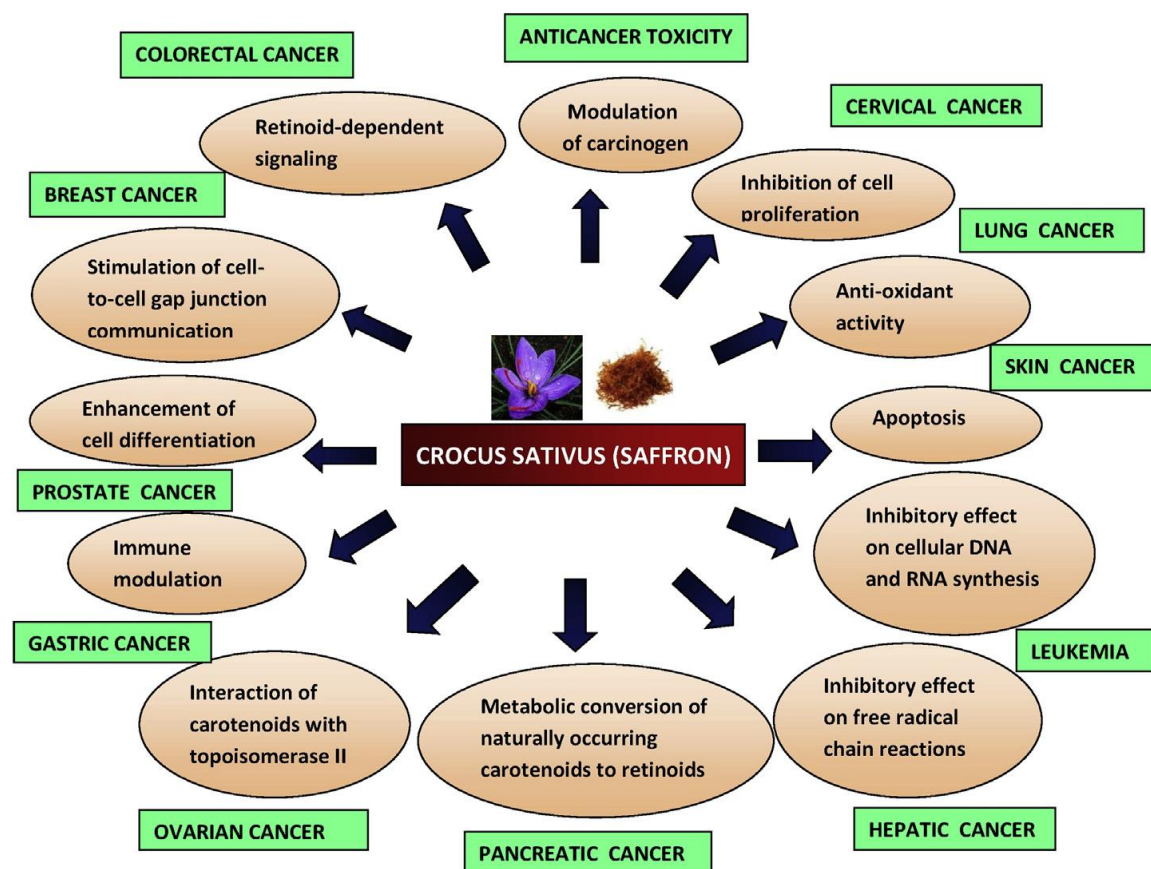 ANTICANCER TOXICITY
COLORECTAL CANCER
Modulation
of carcinogen
CERVICAL CANCER
Retinoid-dependent
signaling
BREAST CANCER
Inhibition of cell
proliferation
LUNG CANCER
Stimulation of cell-
to-cell gap junction
communication
Anti-oxidant
activity
SKIN CANCER
Enhancement of
cell differentiation
Apoptosis
CROCUS SATIVUS (SAFFRON)
PROSTATE CANCER
Immune
modulation
Inhibitory effect
on cellular DNA
and RNA synthesis
GASTRIC CANCER
LEUKEMIA
Interaction of
carotenoids with
topoisomerase II
Metabolic conversion of
naturally occurring
carotenoids to retinoids
Inhibitory effect
on free radical
chain reactions
OVARIAN CANCER
PANCREATIC CANCER
HEPATIC CANCER